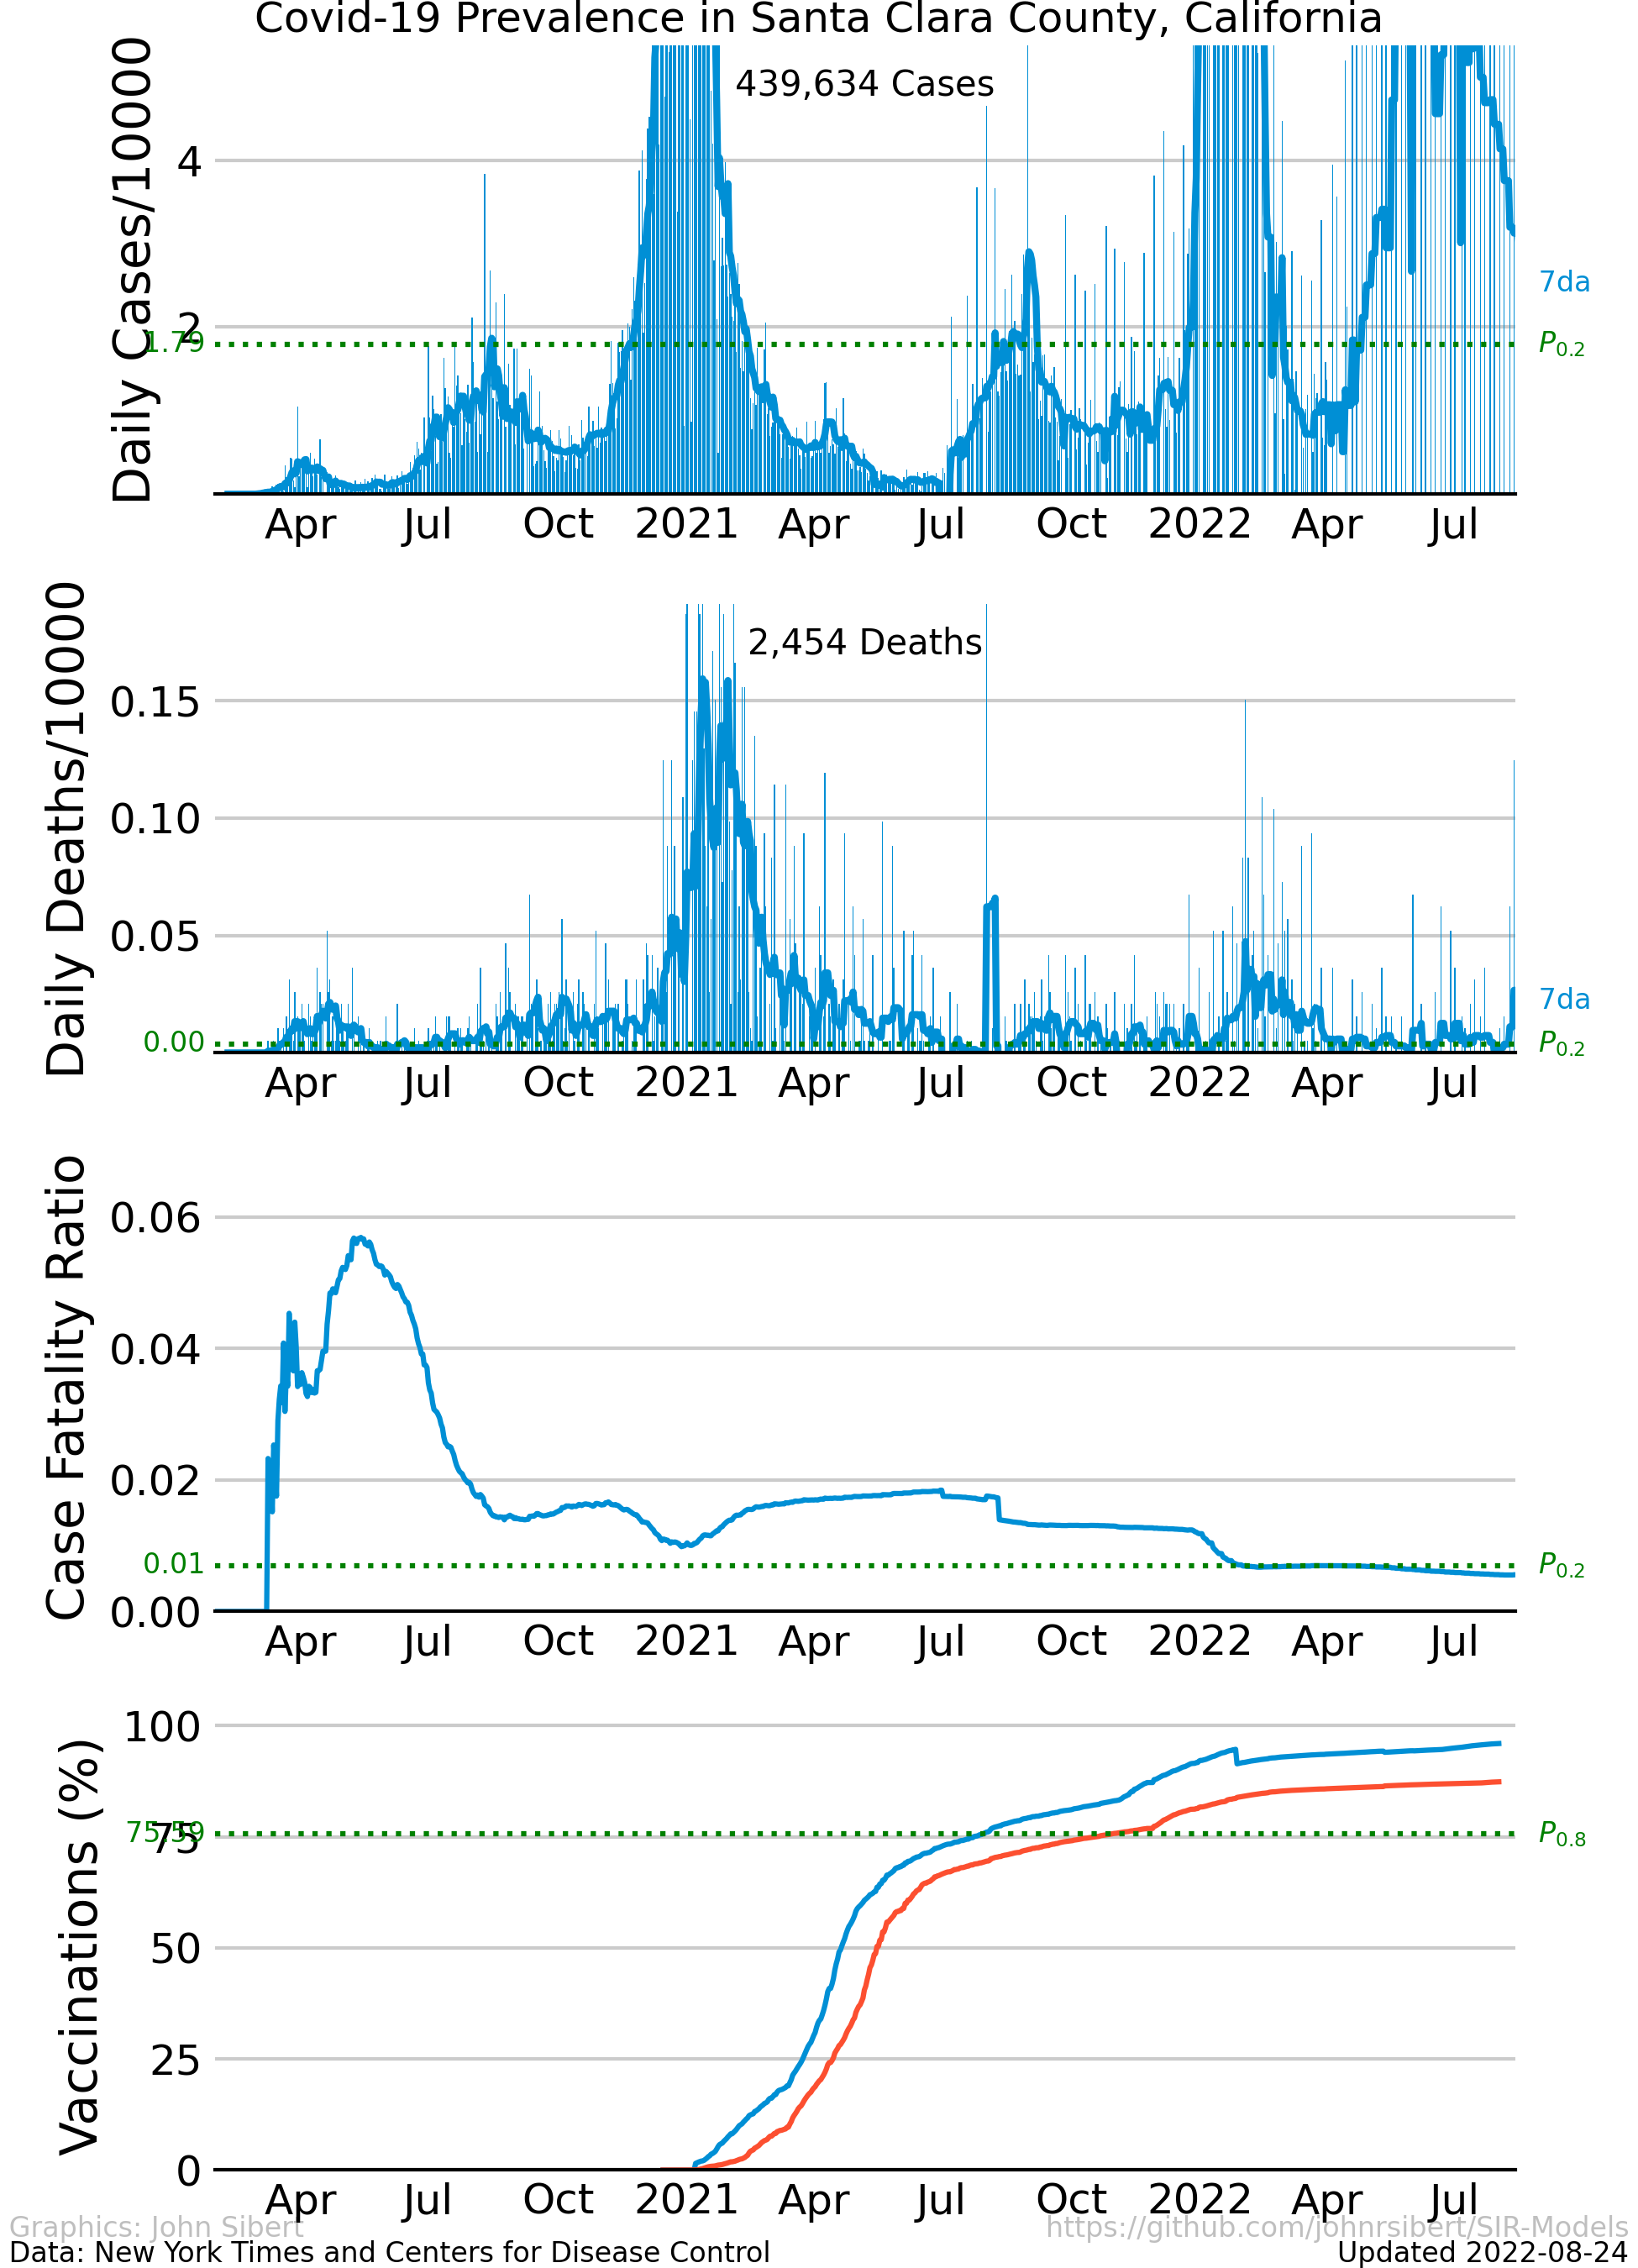 Covid-19 Prevalence in Santa Clara County, California
Daily Cases/10000
439,634 Cases
4
2
1.79
7da
P0.2
Apr Jul Oct 2021 Apr Jul Oct 2022 Apr Jul
Daily Deaths/10000
2,454 Deaths
0.15
0.10
0.05
0.00
7da
P0.2
Apr Jul Oct 2021 Apr Jul Oct 2022 Apr Jul
Case Fatality Ratio
0.06
0.04
0.02
0.01
0.00
P0.2
Apr Jul Oct 2021 Apr Jul Oct 2022 Apr Jul
Vaccinations (%)
100
75
75.59
50
25
0
P0.8
Apr Jul Oct 2021 Apr Jul Oct 2022 Apr Jul
Graphics: John Sibert
https://github.com/johnrsibert/SIR-Models
Data: New York Times and Centers for Disease Control
Updated 2022-08-24